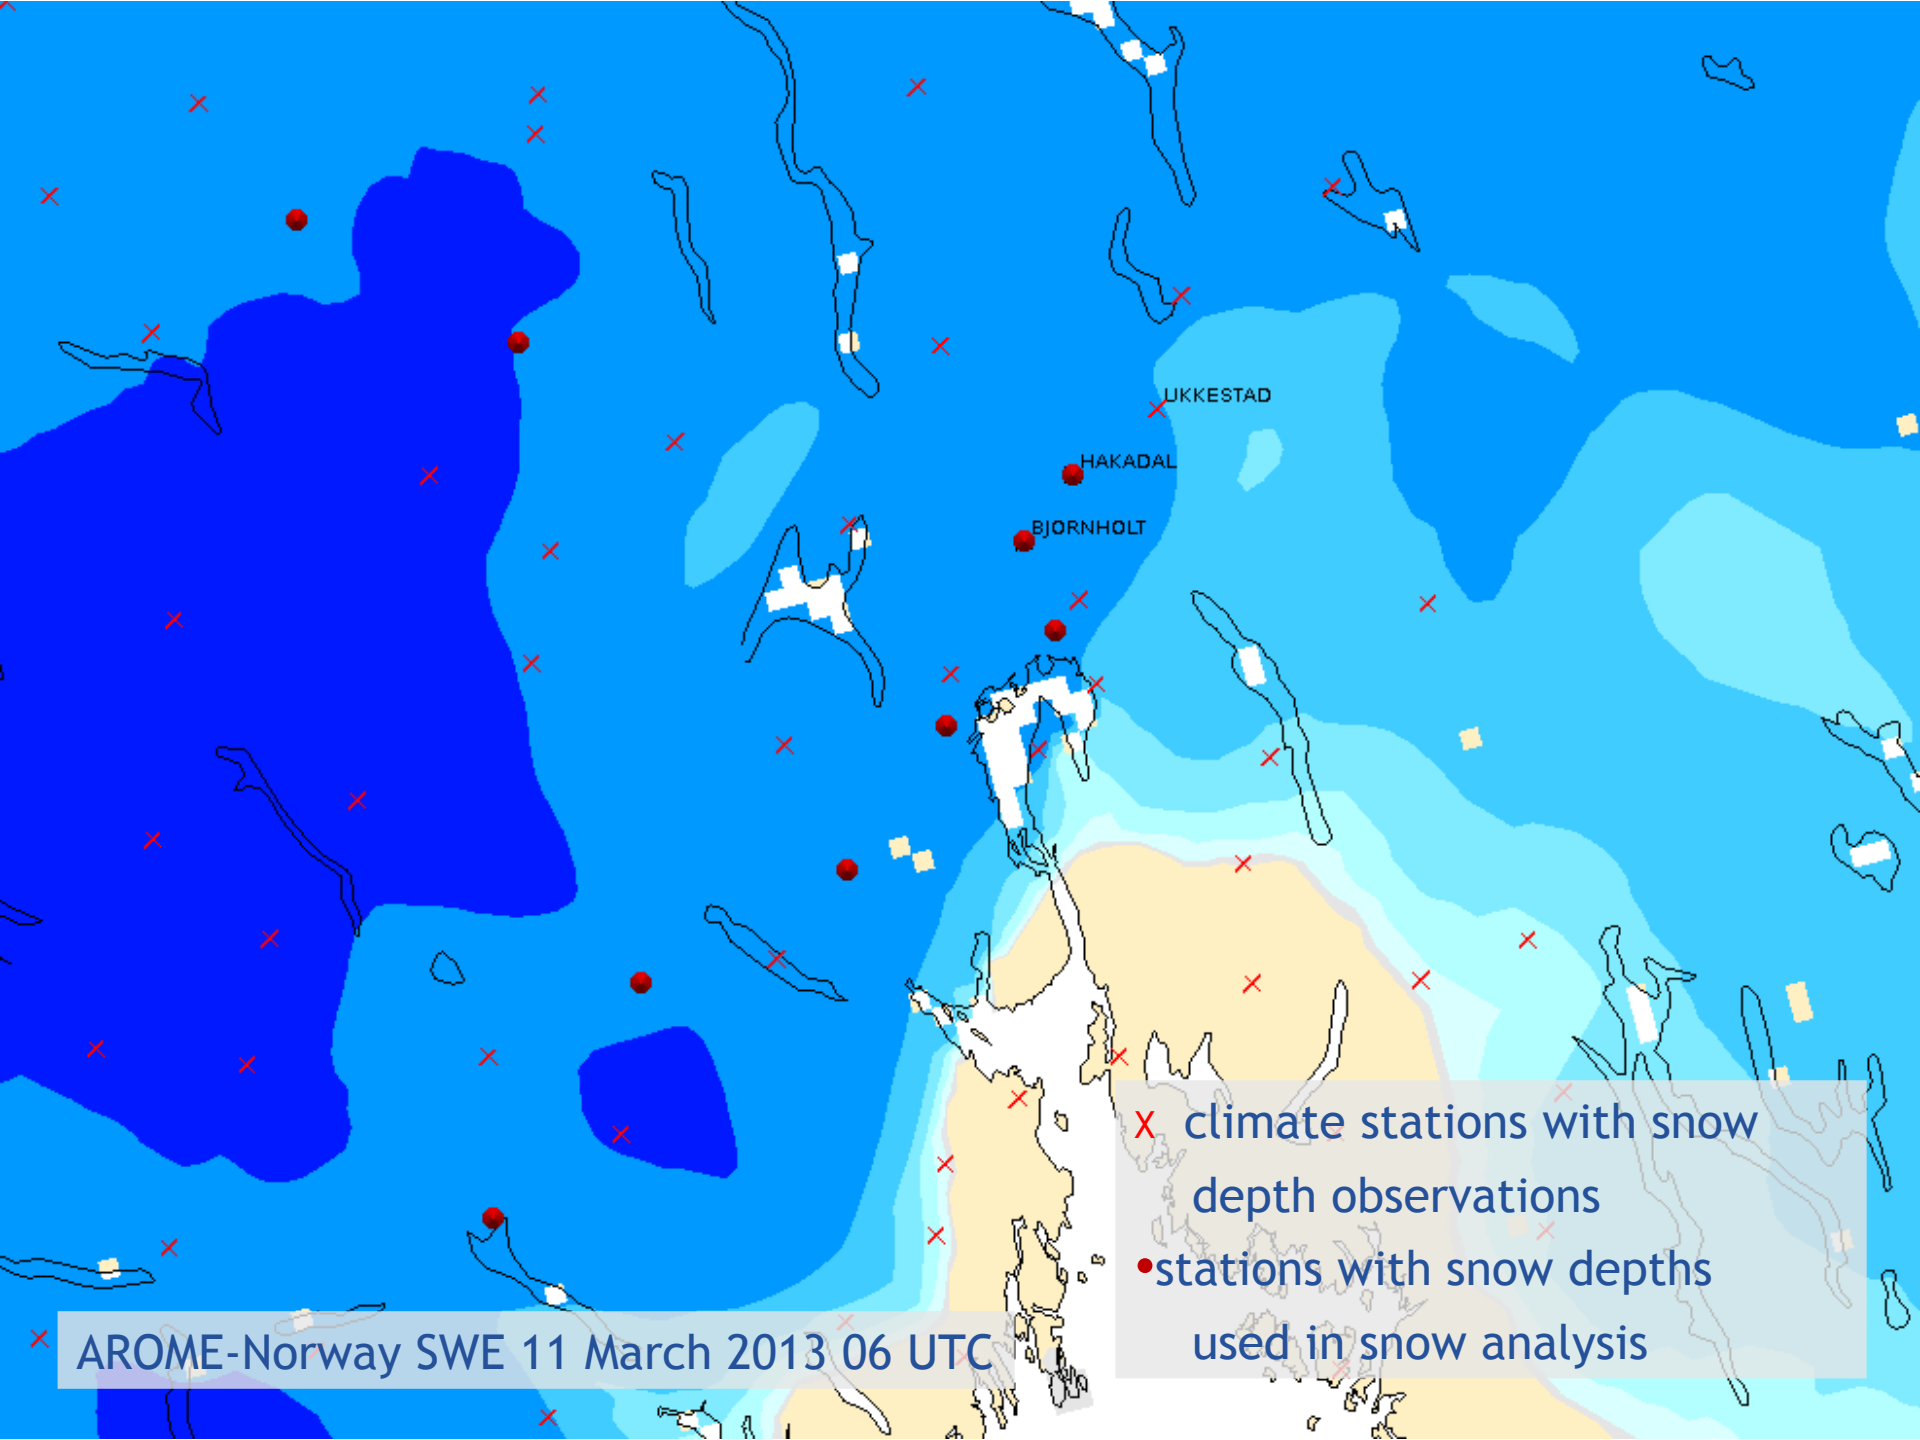 UKKESTAD
HAKADAL
BJORNHOLT
X climate stations with snow
depth observations
•stations with snow depths
used in snow analysis
AROME-Norway SWE 11 March 2013 06 UTC